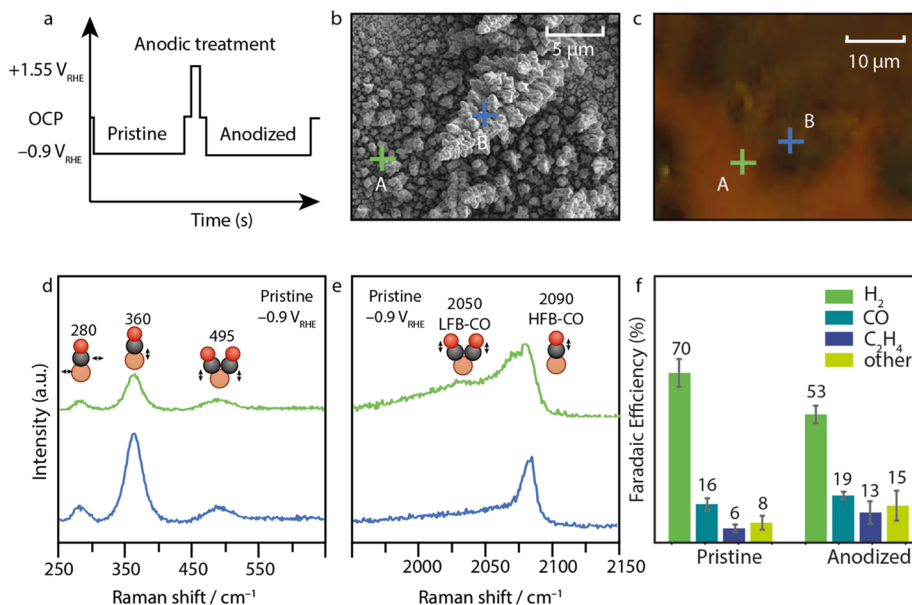 a
Anodic treatment
+1.55 V_RHE
OCP
−0.9 V_RHE
Pristine
Anodized
Time (s)
b
5 μm
A
B
c
10 μm
A
B
d
Pristine
−0.9 V_RHE
280
360
495
Intensity (a.u.)
250
350
450
550
Raman shift / cm⁻¹
e
Pristine
−0.9 V_RHE
2050
LFB-CO
2090
HFB-CO
2000
2050
2100
2150
Raman shift / cm⁻¹
f
H₂
CO
C₂H₄
other
Faradaic Efficiency (%)
70
16
6
8
53
19
13
15
Pristine
Anodized